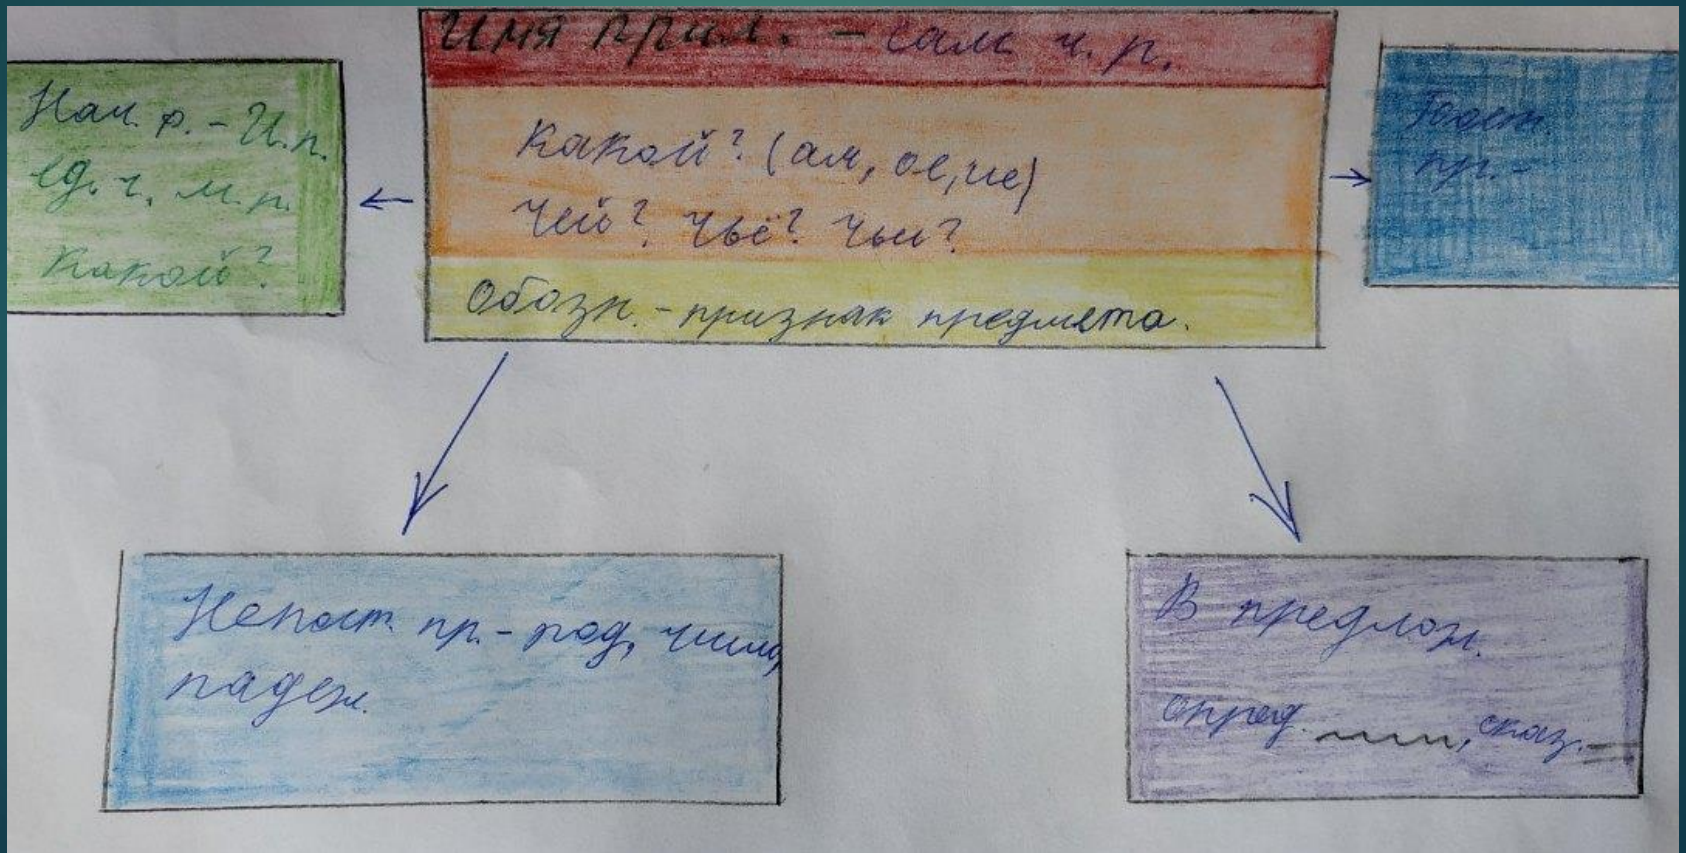 Имя прил. - сам ч. р.
Какой? (ая, ое, ие)
Чей? Чьё? Чьи?
Обозн. - признак предмета.
Нач. ф. - И.п.
ед. ч, м.р.
Какой?
Пост.
пр. -
Непост. пр. - род, число,
падеж.
В предлож.
опред. , сказ.